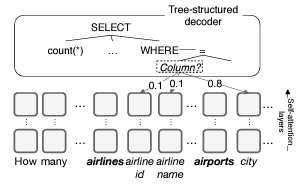 Tree-structured
decoder
SELECT
count(*) ... WHERE =
Column?
0.1 0.1 0.8
... ... ...
Self-attention
layers
... ... ...
How many airlines airline airline airports city
id name